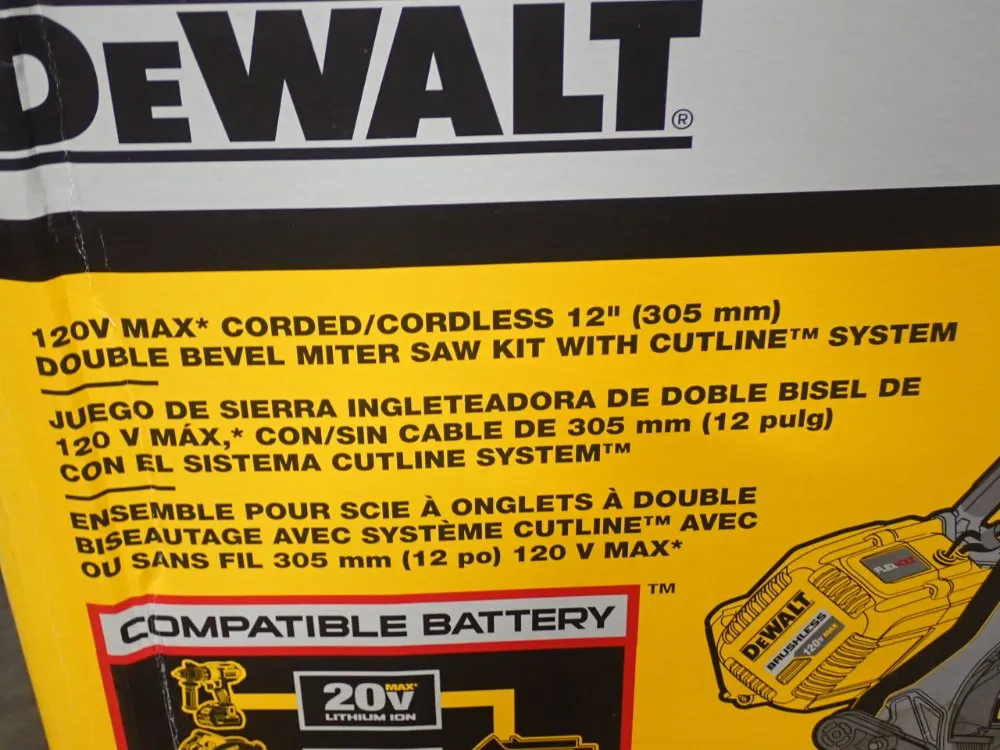 DEWALT®
120V MAX* CORDED/CORDLESS 12" (305 mm)
DOUBLE BEVEL MITER SAW KIT WITH CUTLINE™ SYSTEM
JUEGO DE SIERRA INGLETEADORA DE DOBLE BISEL DE
120 V MÁX,* CON/SIN CABLE DE 305 mm (12 pulg)
CON EL SISTEMA CUTLINE SYSTEM™
ENSEMBLE POUR SCIE À ONGLETS À DOUBLE
BISEAUTAGE AVEC SYSTÈME CUTLINE™ AVEC
OU SANS FIL 305 mm (12 po) 120 V MAX*
COMPATIBLE BATTERY ™
20V MAX*
LITHIUM ION
FLEXVOLT
DEWALT
BRUSHLESS
120V MAX